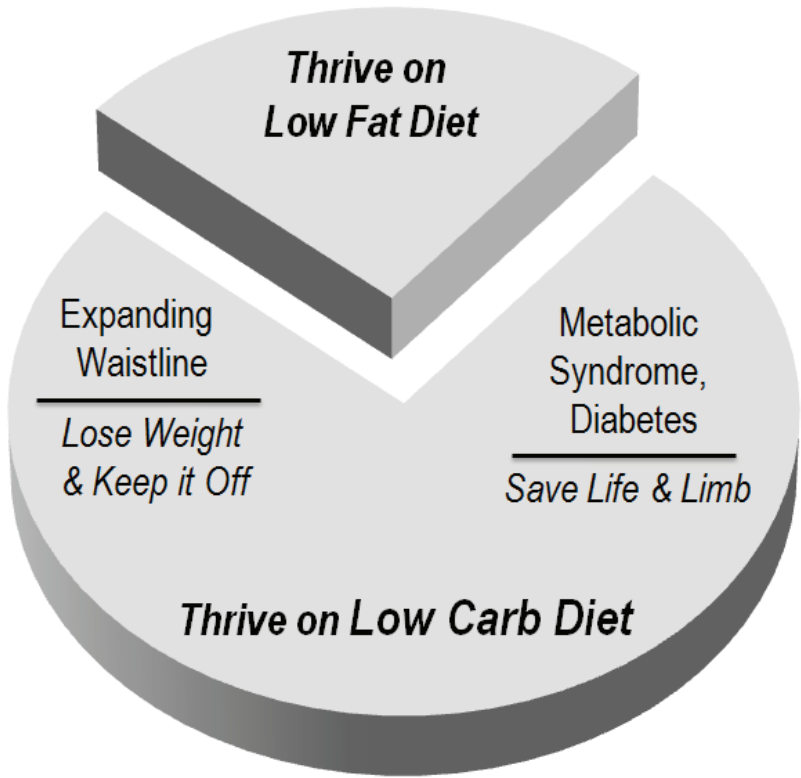 Thrive on
Low Fat Diet
Expanding
Waistline
Lose Weight
& Keep it Off
Metabolic
Syndrome,
Diabetes
Save Life & Limb
Thrive on Low Carb Diet